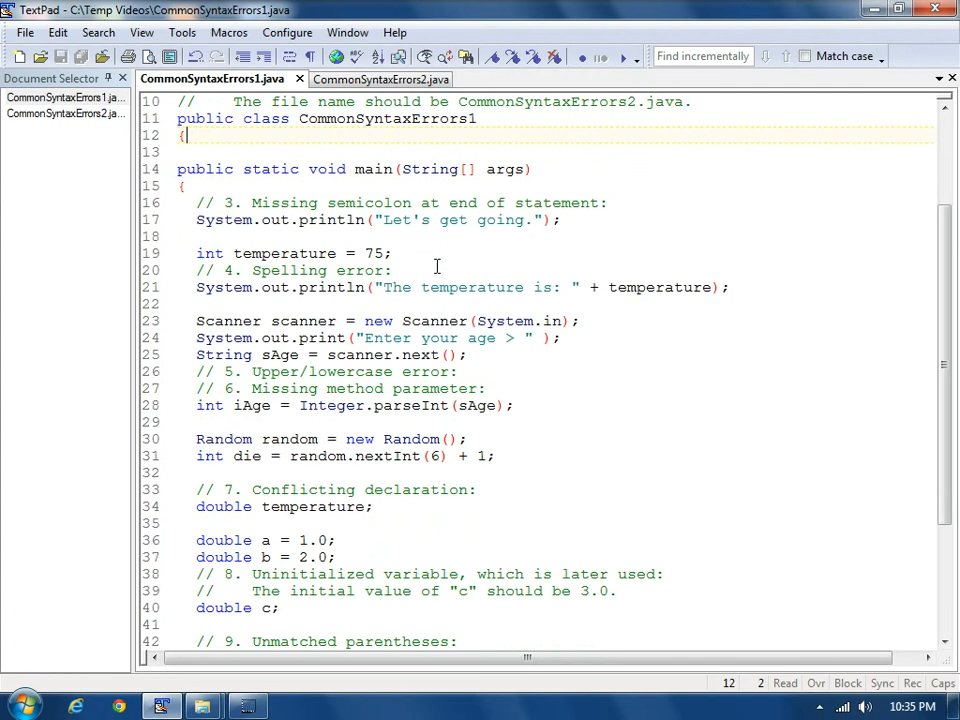 TextPad - C:\Temp Videos\CommonSyntaxErrors1.java
File Edit Search View Tools Macros Configure Window Help
Find incrementally Match case
Document Selector CommonSyntaxErrors1.java CommonSyntaxErrors2.java
CommonSyntaxErrors1.ja...
CommonSyntaxErrors2.ja...
10 // The file name should be CommonSyntaxErrors2.java.
11 public class CommonSyntaxErrors1
12 {
13
14 public static void main(String[] args)
15 {
16 // 3. Missing semicolon at end of statement:
17 System.out.println("Let's get going.");
18
19 int temperature = 75;
20 // 4. Spelling error:
21 System.out.println("The temperature is: " + temperature);
22
23 Scanner scanner = new Scanner(System.in);
24 System.out.print("Enter your age > " );
25 String sAge = scanner.next();
26 // 5. Upper/lowercase error:
27 // 6. Missing method parameter:
28 int iAge = Integer.parseInt(sAge);
29
30 Random random = new Random();
31 int die = random.nextInt(6) + 1;
32
33 // 7. Conflicting declaration:
34 double temperature;
35
36 double a = 1.0;
37 double b = 2.0;
38 // 8. Uninitialized variable, which is later used:
39 // The initial value of "c" should be 3.0.
40 double c;
41
42 // 9. Unmatched parentheses:
12 2 Read Ovr Block Sync Rec Caps
10:35 PM